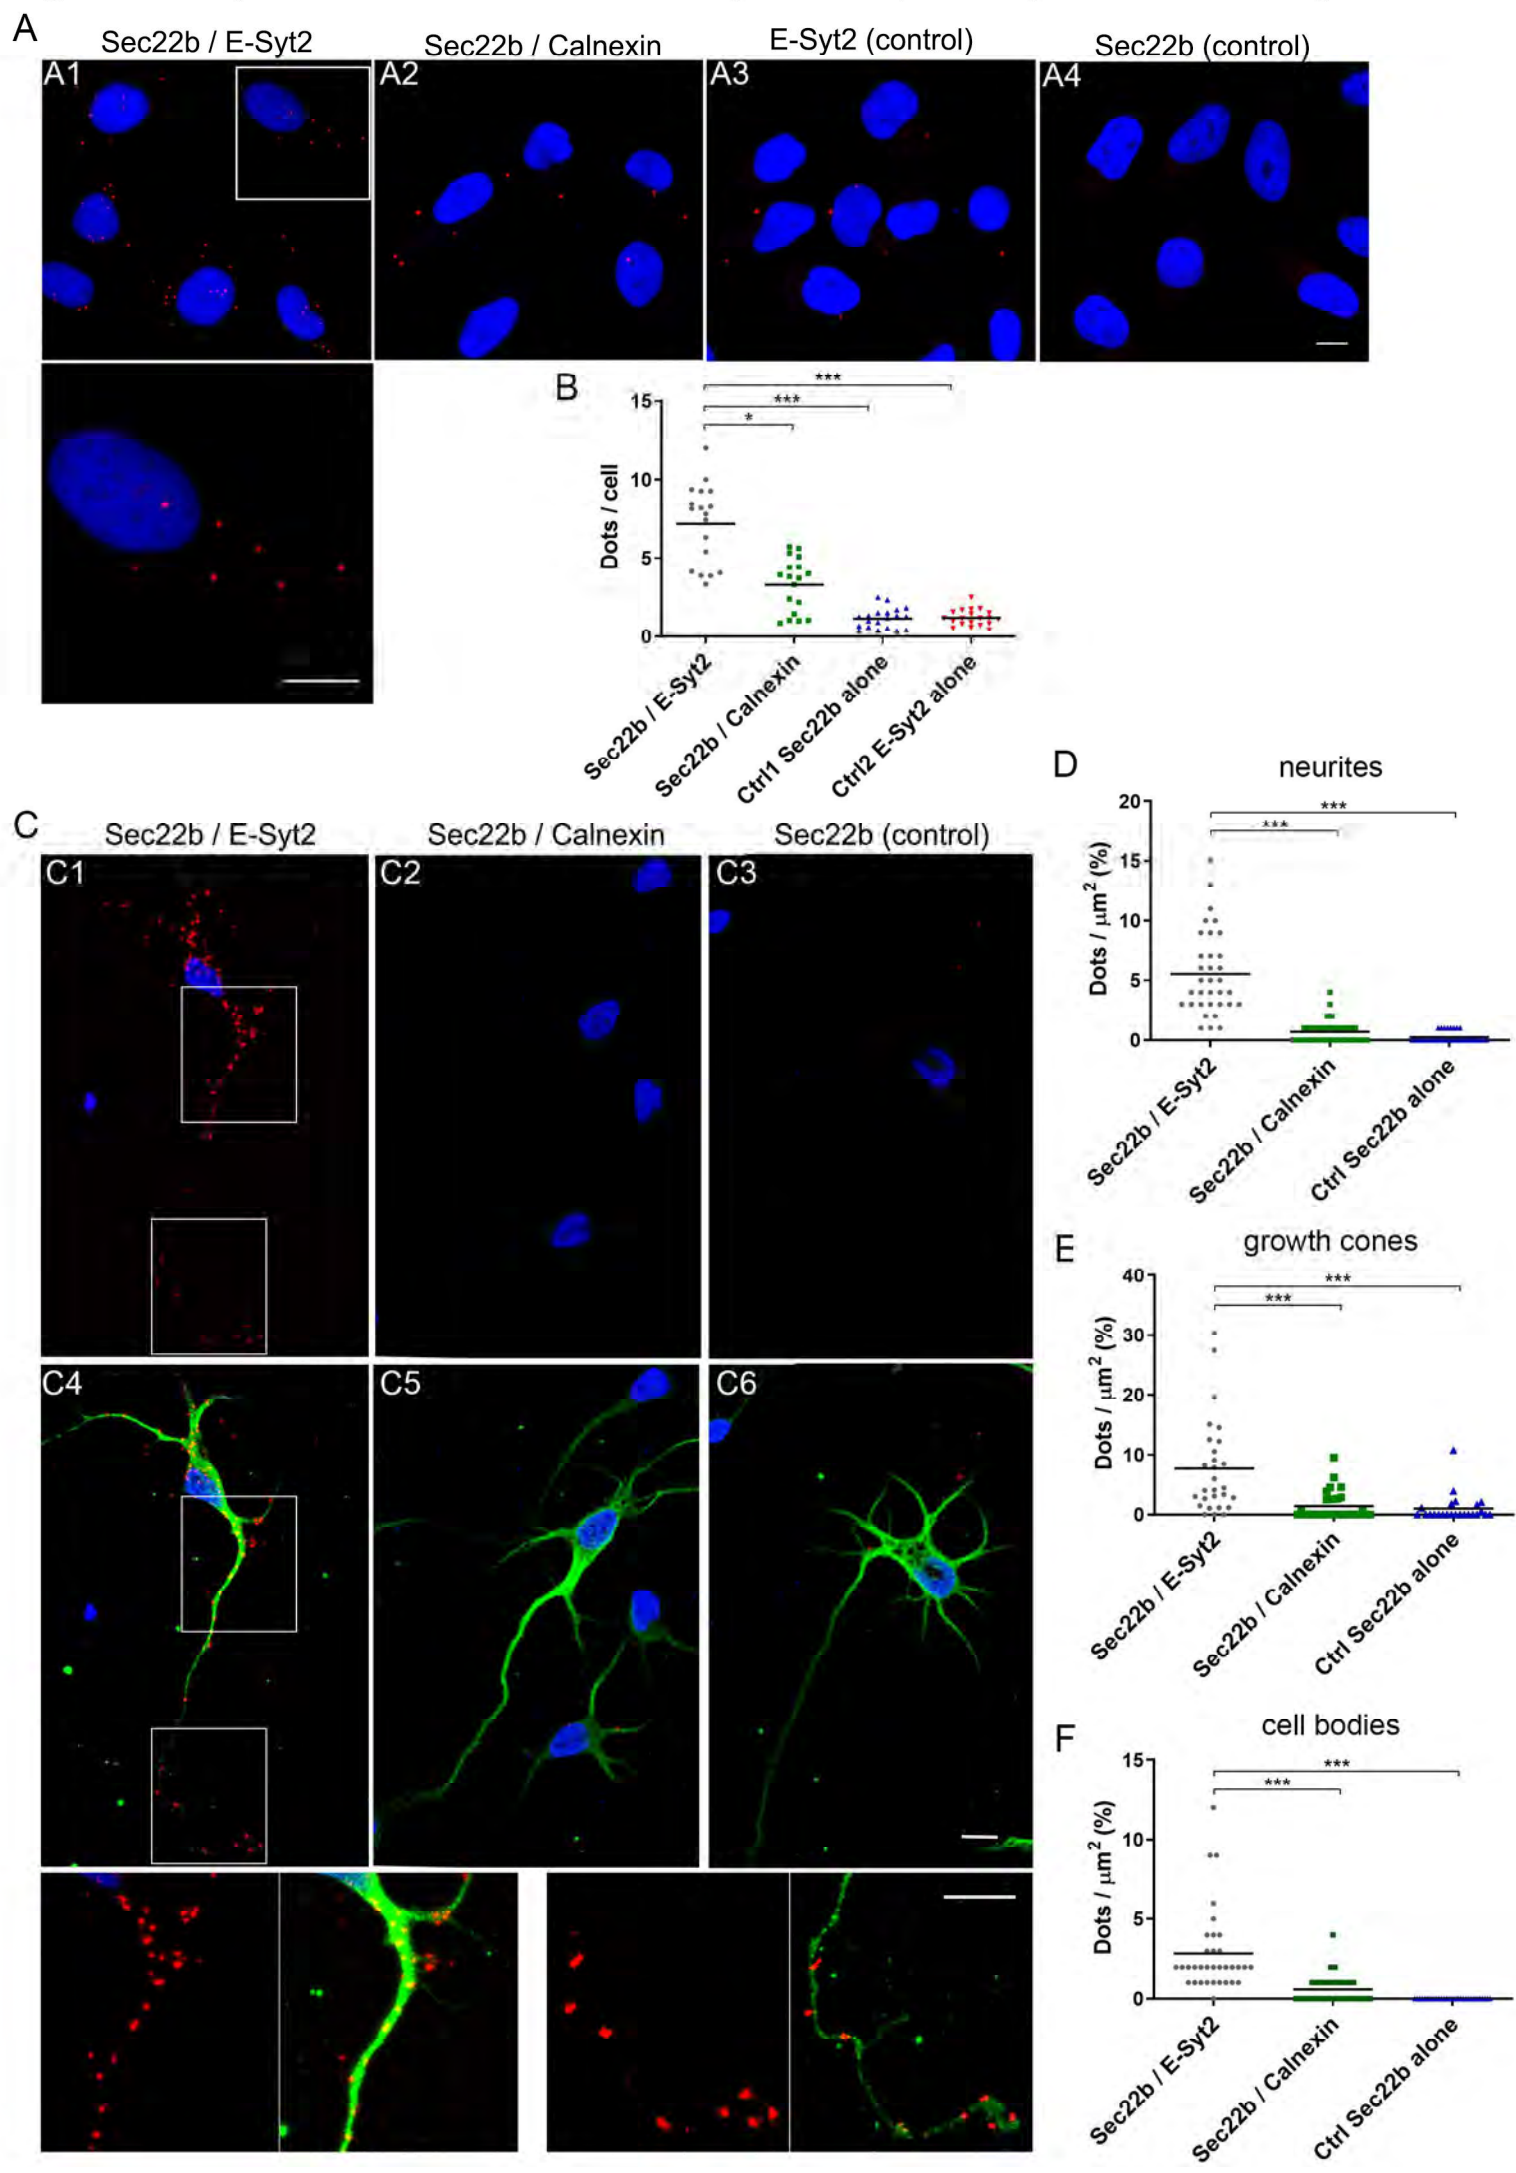 A
Sec22b / E-Syt2
Sec22b / Calnexin
E-Syt2 (control)
Sec22b (control)
A1
A2
A3
A4
B
***
***
*
15
10
5
0
Dots / cell
Sec22b / E-Syt2
Sec22b / Calnexin
Ctrl1 Sec22b alone
Ctrl2 E-Syt2 alone
C
Sec22b / E-Syt2
Sec22b / Calnexin
Sec22b (control)
C1
C2
C3
C4
C5
C6
D
neurites
***
***
20
15
10
5
0
Dots / μm² (%)
Sec22b / E-Syt2
Sec22b / Calnexin
Ctrl Sec22b alone
E
growth cones
***
***
40
30
20
10
0
Dots / μm² (%)
Sec22b / E-Syt2
Sec22b / Calnexin
Ctrl Sec22b alone
F
cell bodies
***
***
15
10
5
0
Dots / μm² (%)
Sec22b / E-Syt2
Sec22b / Calnexin
Ctrl Sec22b alone